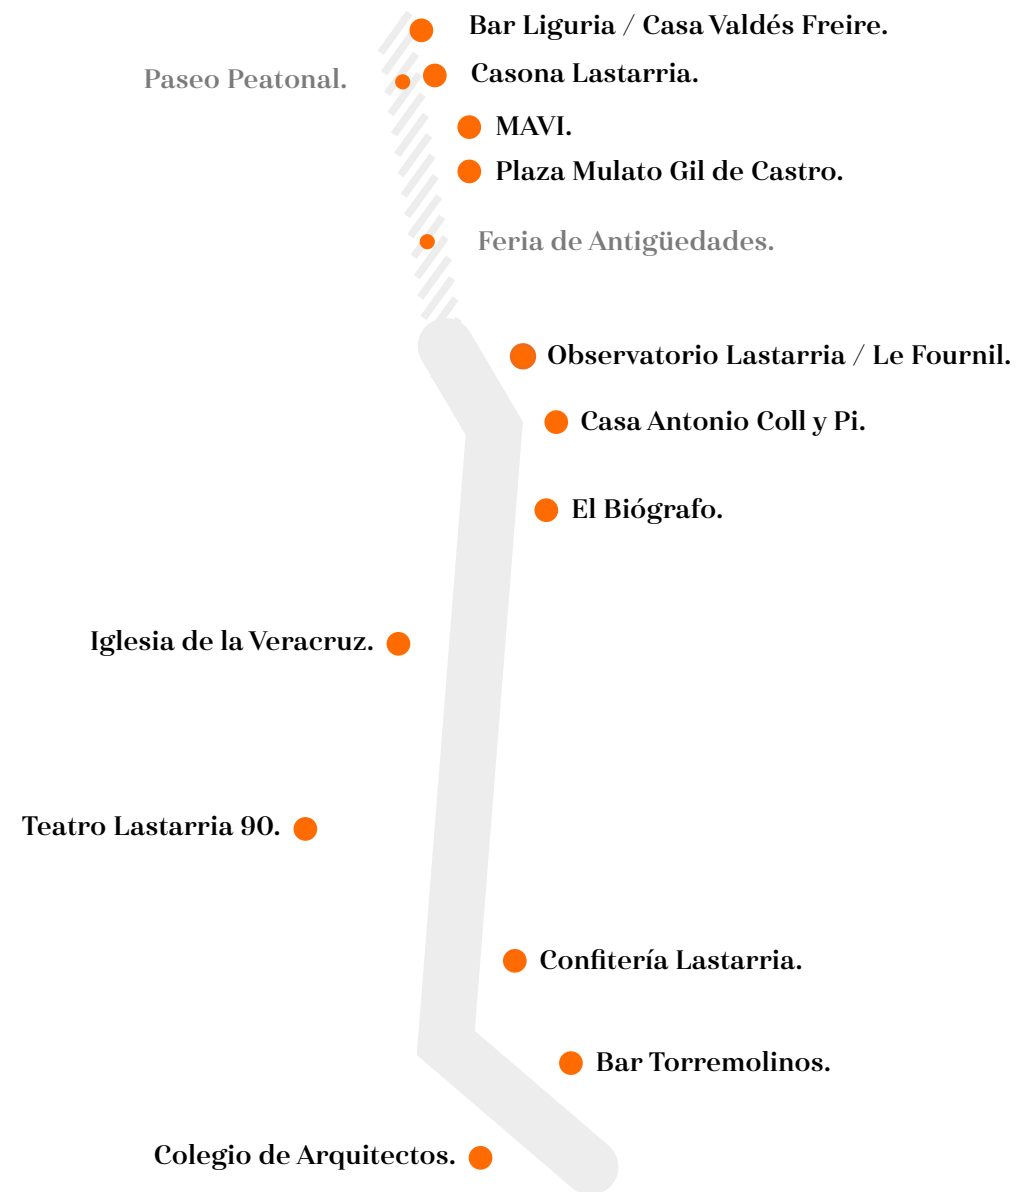 Bar Liguria / Casa Valdés Freire.
Casona Lastarria.
Paseo Peatonal.
MAVI.
Plaza Mulato Gil de Castro.
Feria de Antigüedades.
Observatorio Lastarria / Le Fournil.
Casa Antonio Coll y Pi.
El Biógrafo.
Iglesia de la Veracruz.
Teatro Lastarria 90.
Confitería Lastarria.
Bar Torremolinos.
Colegio de Arquitectos.